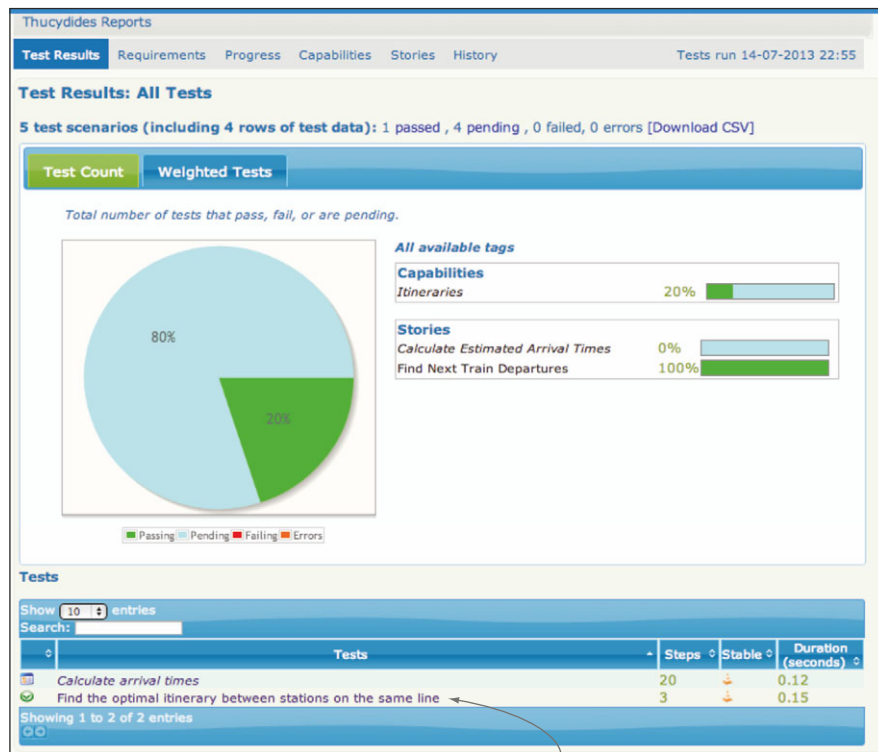 Thucydides Reports
Test Results Requirements Progress Capabilities Stories History Tests run 14-07-2013 22:55
Test Results: All Tests
5 test scenarios (including 4 rows of test data): 1 passed , 4 pending , 0 failed, 0 errors [Download CSV]
Test Count Weighted Tests
Total number of tests that pass, fail, or are pending.
80%
20%
Passing Pending Failing Errors
All available tags
Capabilities
Itineraries 20%
Stories
Calculate Estimated Arrival Times 0%
Find Next Train Departures 100%
Tests
Show 10 entries
Search:
Tests Steps Stable Duration (seconds)
Calculate arrival times 20 0.12
Find the optimal itinerary between stations on the same line 3 0.15
Showing 1 to 2 of 2 entries